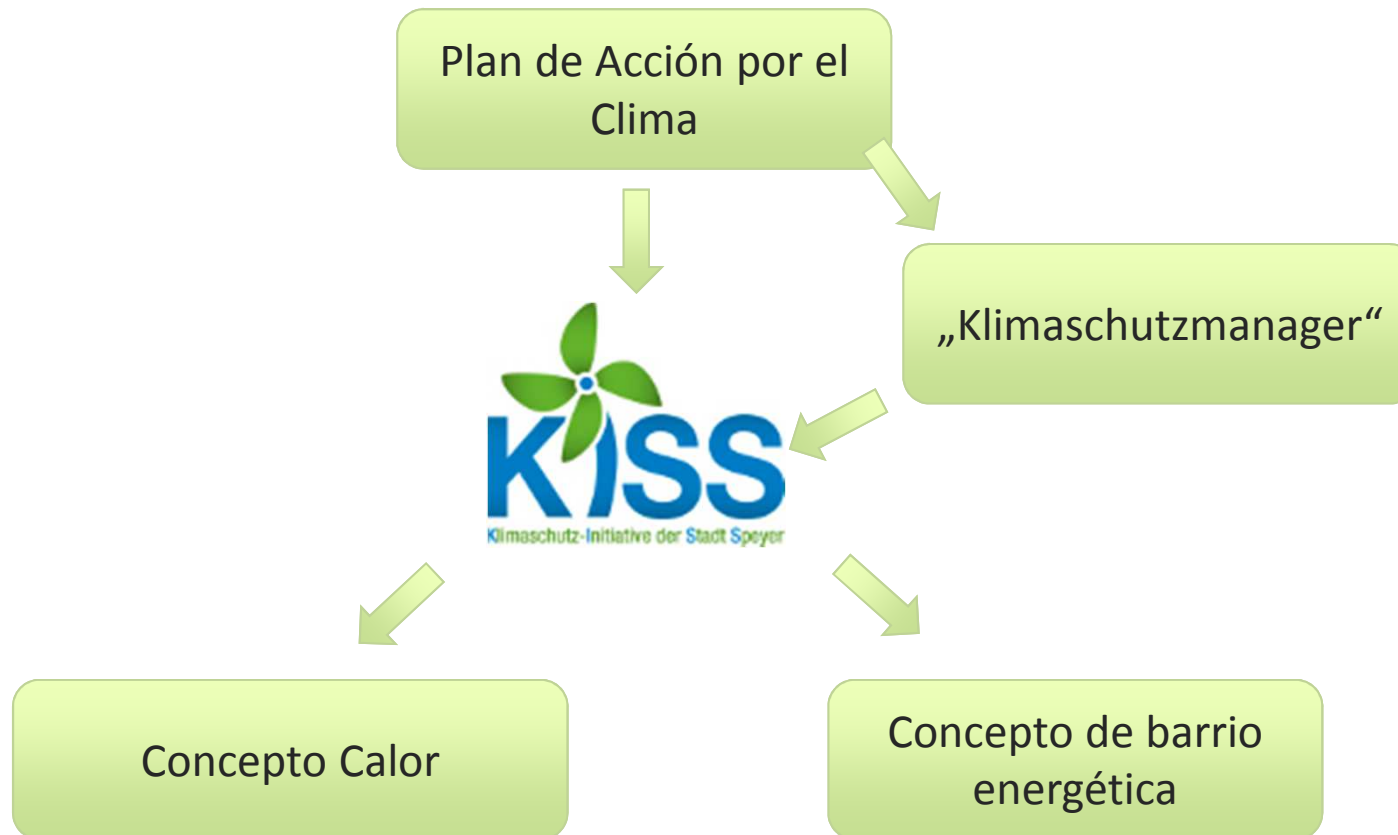 Plan de Acción por el
Clima
„Klimaschutzmanager“
KISS
Klimaschutz-Initiative der Stadt Speyer
Concepto Calor
Concepto de barrio
energética